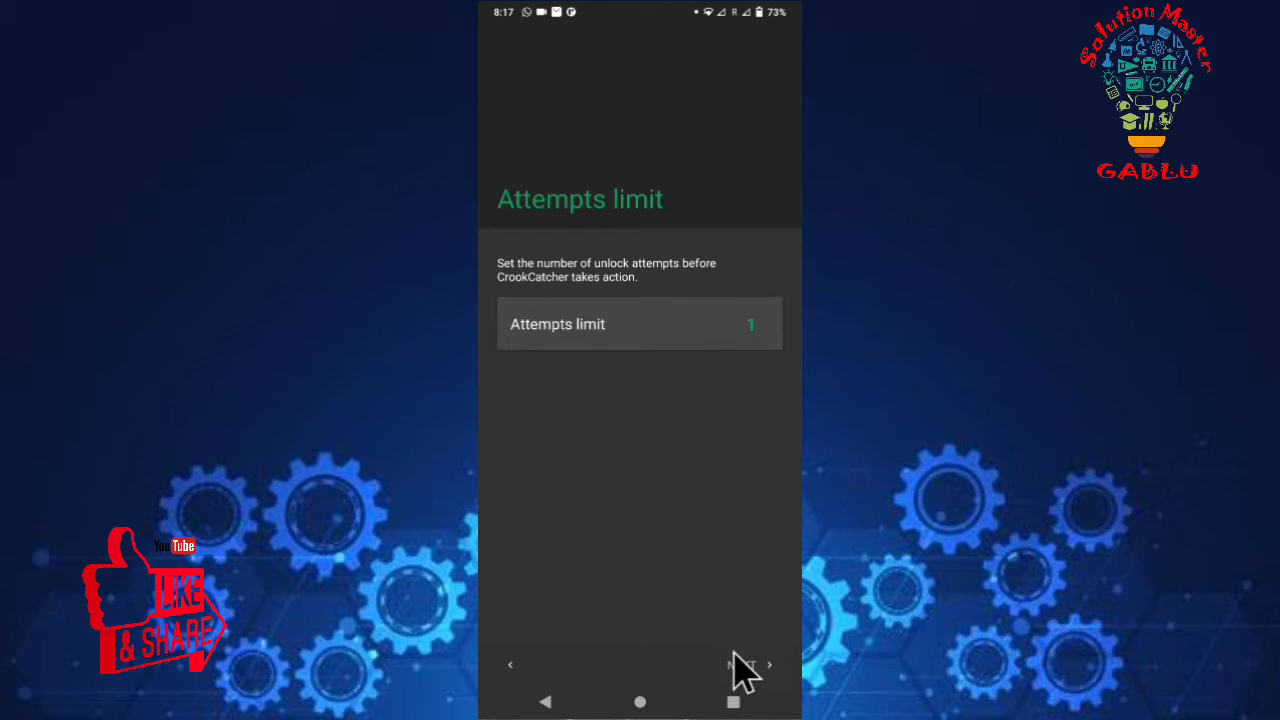 8:17
R
73%
Solution Master
GABLU
Attempts limit
Set the number of unlock attempts before
CrookCatcher takes action.
Attempts limit 1
YouTube
LIKE
& SHARE